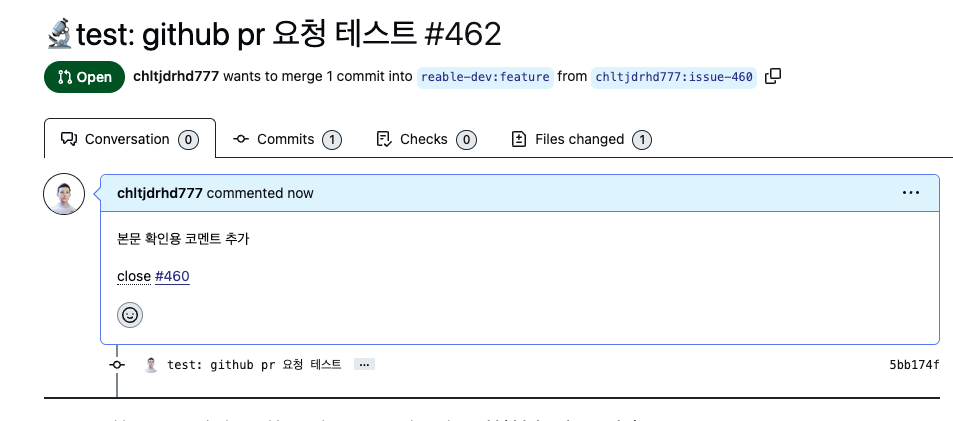 🔬test: github pr 요청 테스트 #462
Open chltjdrhd777 wants to merge 1 commit into reable-dev:feature from chltjdrhd777:issue-460
Conversation 0 Commits 1 Checks 0 Files changed 1
chltjdrhd777 commented now ···
본문 확인용 코멘트 추가
close #460
test: github pr 요청 테스트 ··· 5bb174f